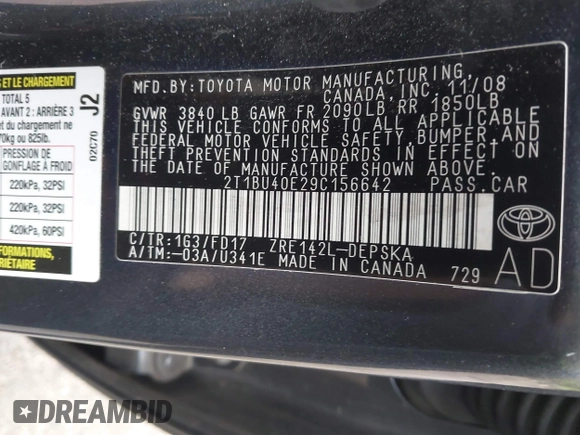 MFD.BY:TOYOTA MOTOR MANUFACTURING,
CANADA, INC. 11/08
GVWR 3840 LB GAWR FR 2090LB RR 1850LB
THIS VEHICLE CONFORMS TO ALL APPLICABLE
FEDERAL MOTOR VEHICLE SAFETY, BUMPER, AND
THEFT PREVENTION STANDARDS IN EFFECT ON
THE DATE OF MANUFACTURE SHOWN ABOVE.
2T1BU40E29C156642 PASS.CAR
C/TR:1G3/FD17 ZRE142L-DEPSKA
A/TM:-03A/U341E MADE IN CANADA 729
TOYOTA
AD
ET LE CHARGEMENT
TOTAL 5
AVANT 2 : ARRIÈRE 3
et du chargement ne
70kg ou 825lb.
PRESSION DE
GONFLAGE À FROID
220kPa, 32PSI
220kPa, 32PSI
420kPa, 60PSI
FORMATIONS
RIÉTAIRE
J2
02C70
DREAMBID